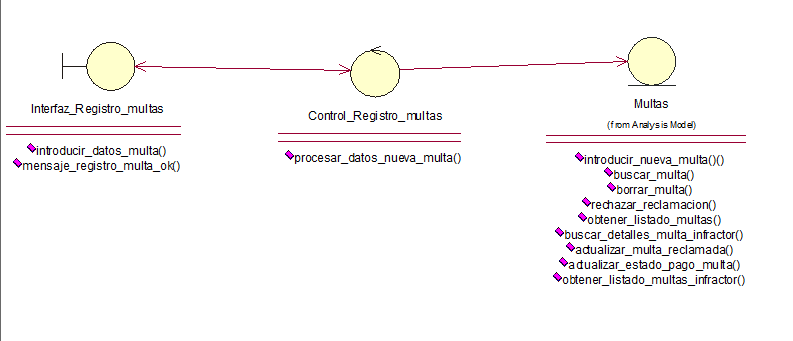 Interfaz_Registro_multas
introducir_datos_multa()
mensaje_registro_multa_ok()
Control_Registro_multas
procesar_datos_nueva_multa()
Multas
(from Analysis Model)
introducir_nueva_multa()()
buscar_multa()
borrar_multa()
rechazar_reclamacion()
obtener_listado_multas()
buscar_detalles_multa_infractor()
actualizar_multa_reclamada()
actualizar_estado_pago_multa()
obtener_listado_multas_infractor()